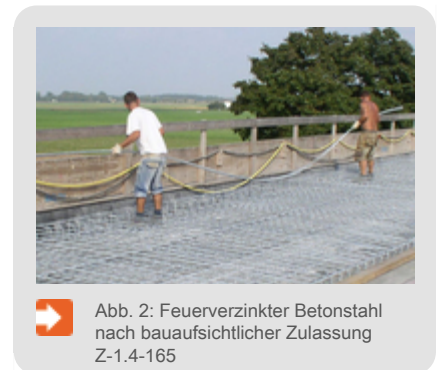 Abb. 2: Feuerverzinkter Betonstahl
nach bauaufsichtlicher Zulassung
Z-1.4-165